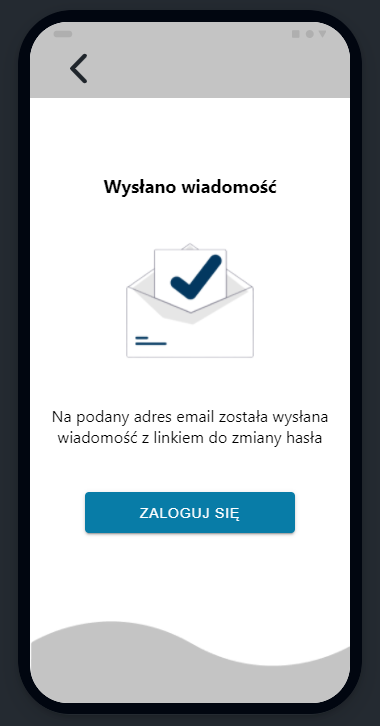 Wysłano wiadomość
Na podany adres email została wysłana
wiadomość z linkiem do zmiany hasła
ZALOGUJ SIĘ